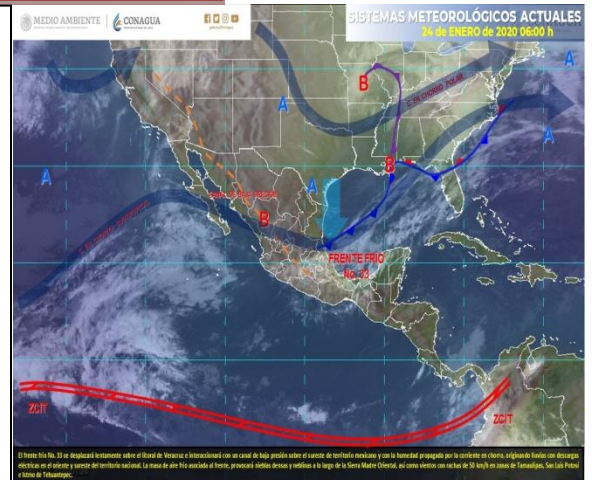 MEDIO AMBIENTE
CONAGUA
SISTEMAS METEOROLÓGICOS ACTUALES
24 de ENERO de 2020 06:00 h
B
A
A
A
A
A
B
B
C. EN CHORRO POLAR
FRENTE FRÍO
No. 33
ZCIT
ZCIT
El frente frío No. 33 se desplazará lentamente sobre el litoral de Veracruz e interaccionará con un canal de baja presión sobre el sureste de territorio mexicano y con la humedad propagada por la corriente en chorro, originando lluvias con descargas
eléctricas en el oriente y sureste del territorio nacional. La masa de aire frío asociada al frente, provocará nieblas densas y neblinas a lo largo de la Sierra Madre Oriental, así como vientos con rachas de 50 km/h en zonas de Tamaulipas, San Luis Potosí
e Istmo de Tehuantepec.